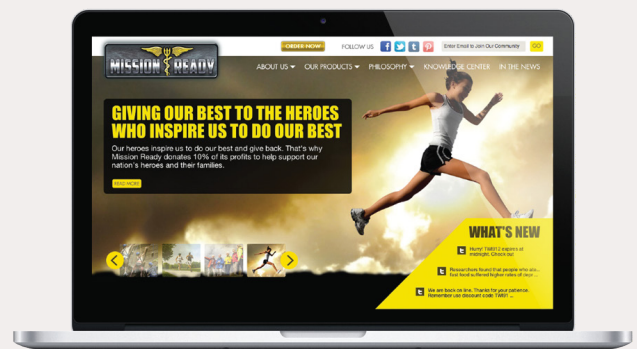 ORDER NOW
FOLLOW US
Enter Email to Join Our Community
GO
MISSION READY
ABOUT US
OUR PRODUCTS
PHILOSOPHY
KNOWLEDGE CENTER
IN THE NEWS
GIVING OUR BEST TO THE HEROES
WHO INSPIRE US TO DO OUR BEST
Our heroes inspire us to do our best and give back. That's why
Mission Ready donates 10% of its profits to help support our
nation's heroes and their families.
READ MORE
WHAT'S NEW
Hurry! TW812 expires at
midnight. Check out
Researchers found that people who ate...
fast food suffered higher rates of
We are back on line. Thanks for your patience.
Remember use discount code